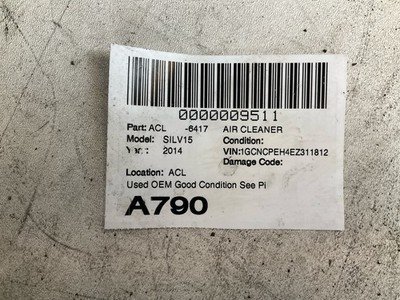 0000009511
Part: ACL -6417 AIR CLEANER
Model: SILV15 Condition:
2014 VIN:1GCNCPEH4EZ311812
Damage Code:
Location: ACL
Used OEM Good Condition See Pi
A790